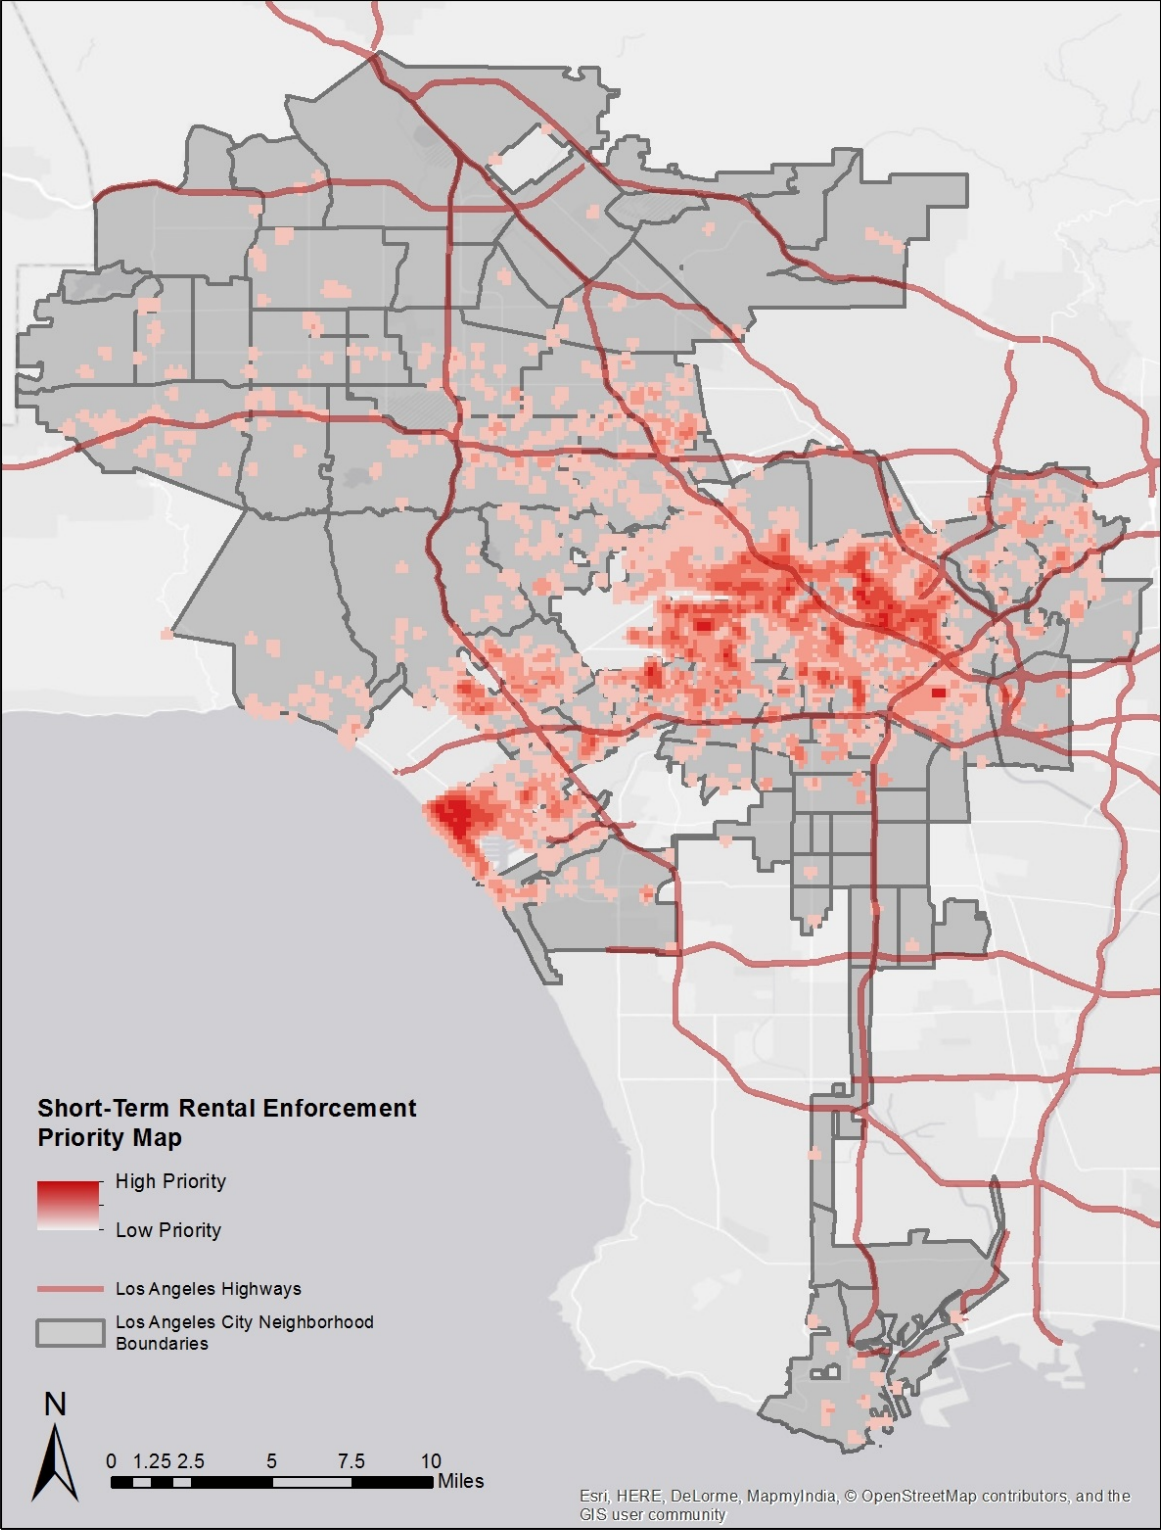 Short-Term Rental Enforcement
Priority Map
High Priority
Low Priority
Los Angeles Highways
Los Angeles City Neighborhood
Boundaries
N
0 1.25 2.5 5 7.5 10
Miles
Esri, HERE, DeLorme, MapmyIndia, © OpenStreetMap contributors, and the
GIS user community